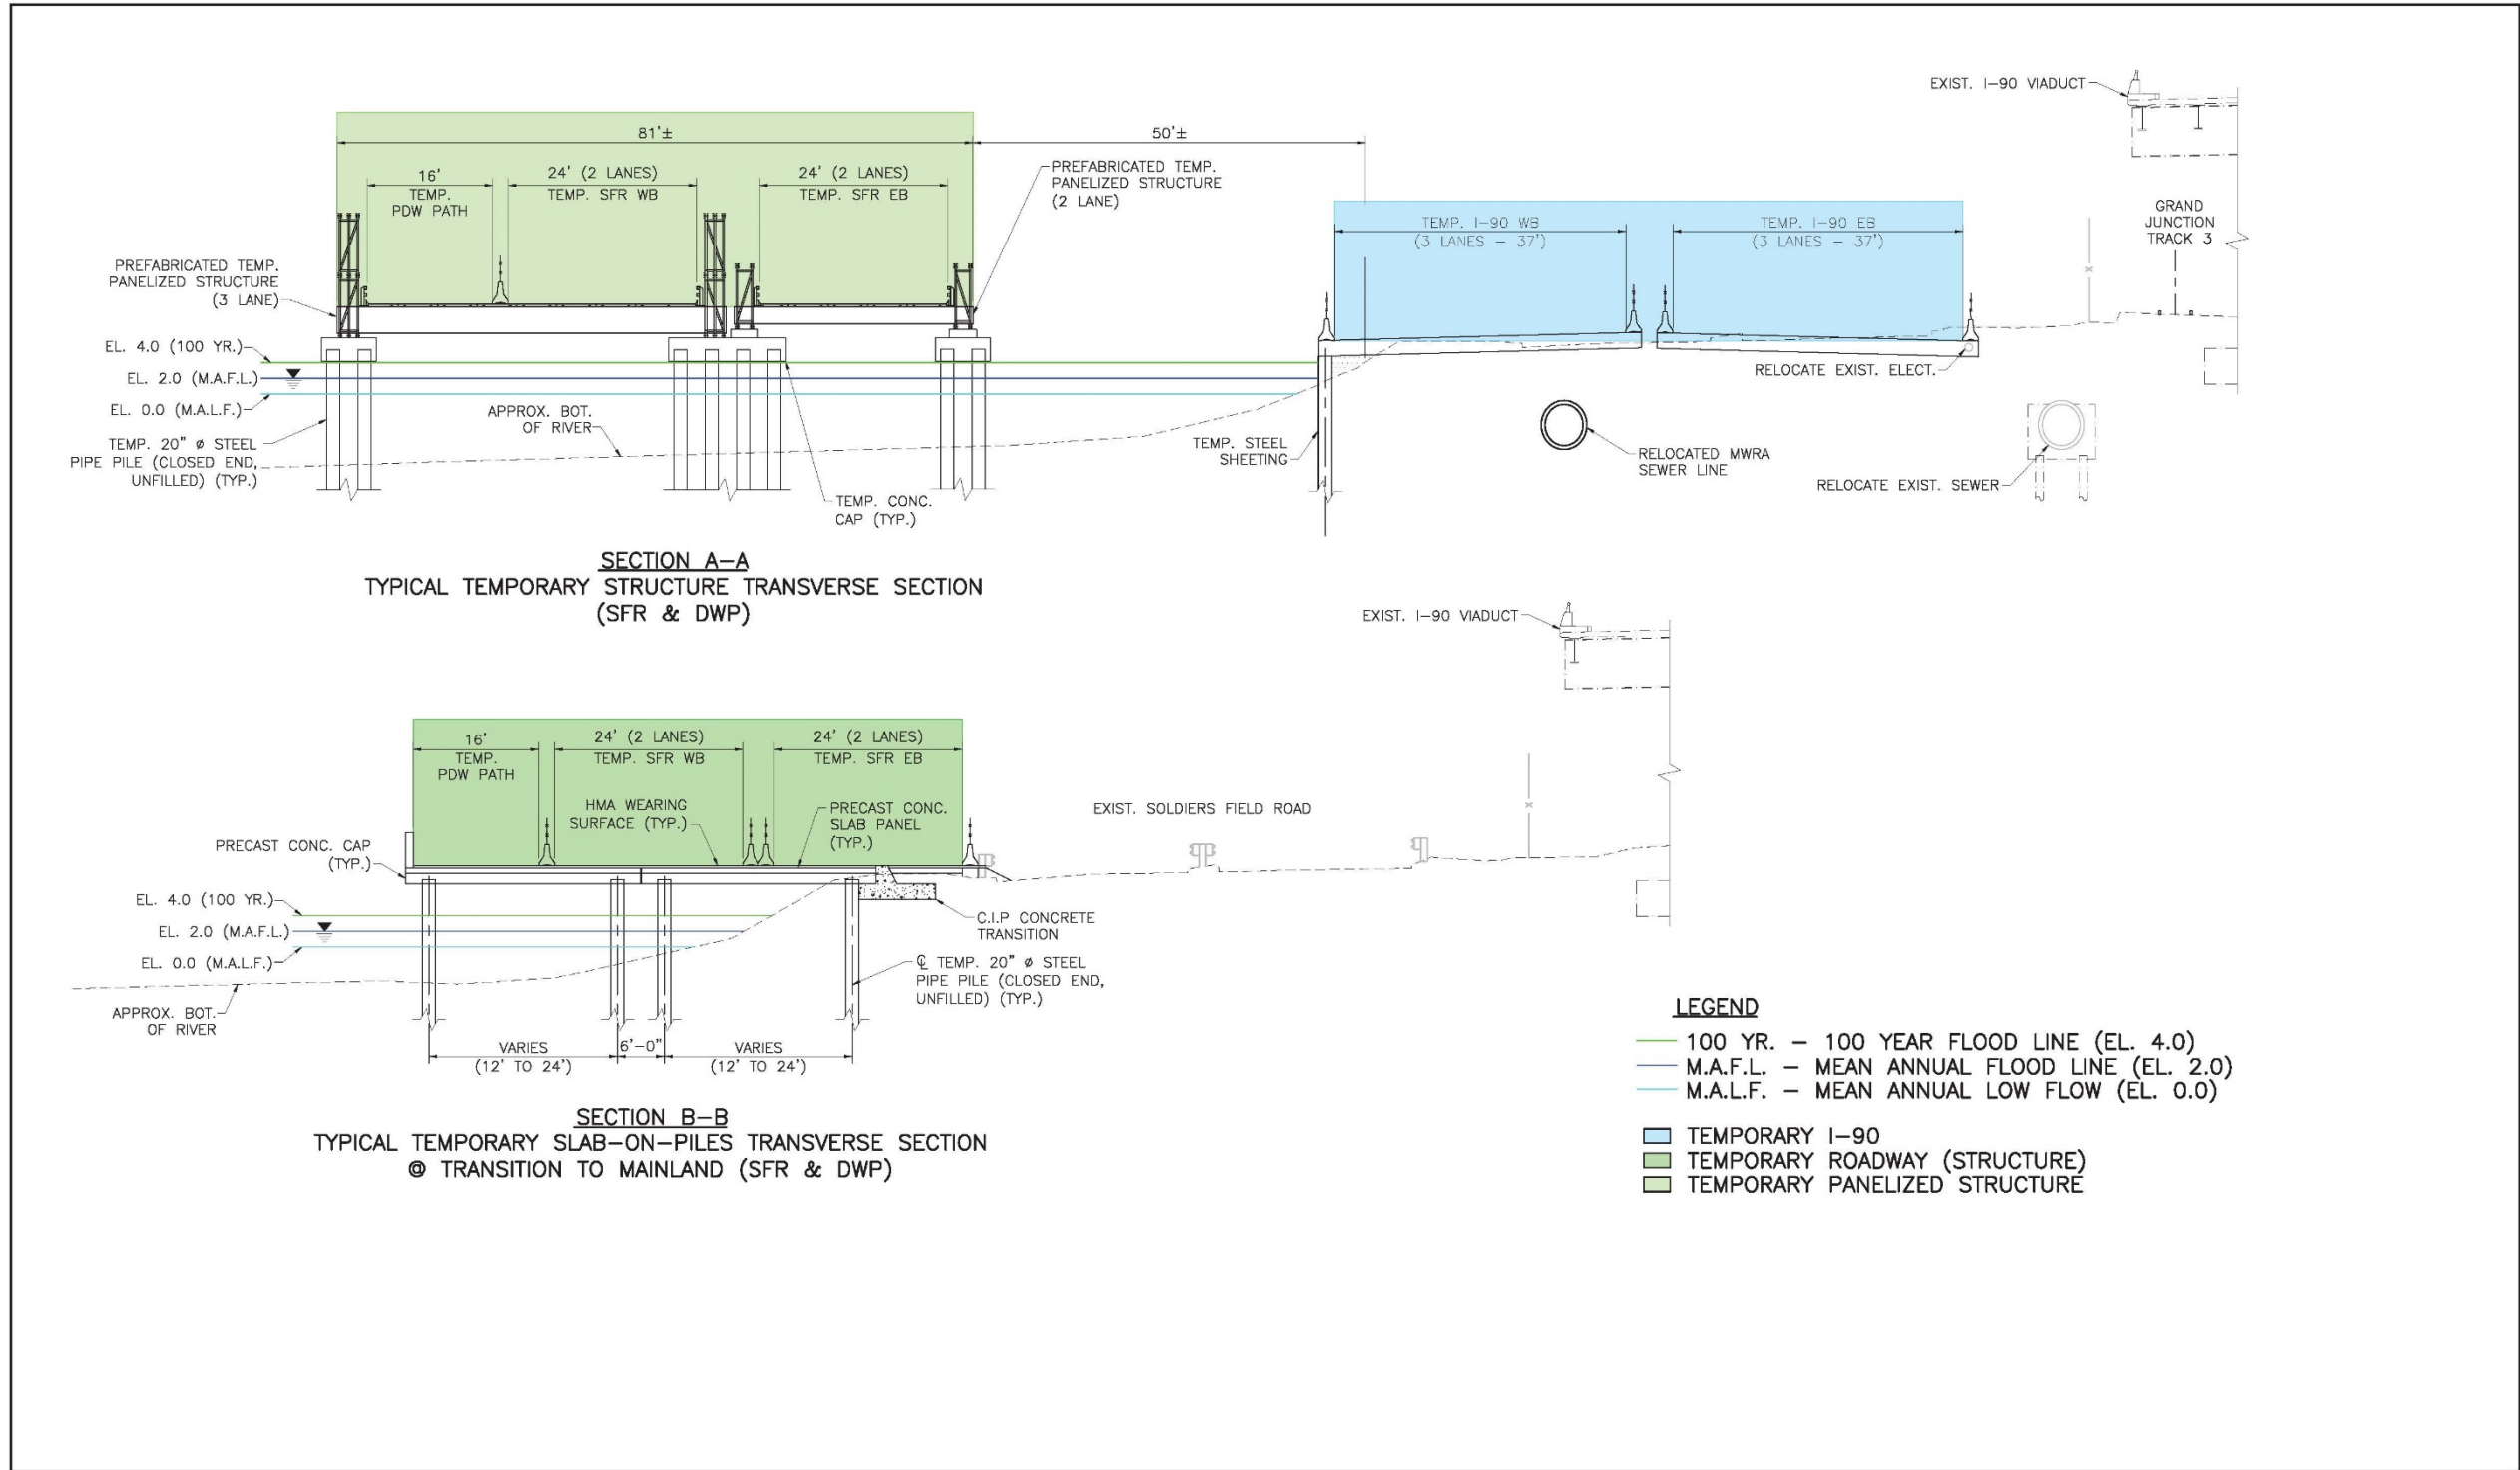 EXIST. I-90 VIADUCT
81'±
50'±
16'
TEMP.
PDW PATH
24' (2 LANES)
TEMP. SFR WB
24' (2 LANES)
TEMP. SFR EB
PREFABRICATED TEMP.
PANELIZED STRUCTURE
(2 LANE)
TEMP. I-90 WB
(3 LANES - 37')
TEMP. I-90 EB
(3 LANES - 37')
GRAND
JUNCTION
TRACK 3
PREFABRICATED TEMP.
PANELIZED STRUCTURE
(3 LANE)
EL. 4.0 (100 YR.)
EL. 2.0 (M.A.F.L.)
EL. 0.0 (M.A.L.F.)
TEMP. 20" ø STEEL
PIPE PILE (CLOSED END,
UNFILLED) (TYP.)
APPROX. BOT.
OF RIVER
TEMP. CONC.
CAP (TYP.)
TEMP. STEEL
SHEETING
RELOCATE EXIST. ELECT.
RELOCATED MWRA
SEWER LINE
RELOCATE EXIST. SEWER
SECTION A-A
TYPICAL TEMPORARY STRUCTURE TRANSVERSE SECTION
(SFR & DWP)
EXIST. I-90 VIADUCT
16'
TEMP.
PDW PATH
24' (2 LANES)
TEMP. SFR WB
24' (2 LANES)
TEMP. SFR EB
HMA WEARING
SURFACE (TYP.)
PRECAST CONC.
SLAB PANEL
(TYP.)
EXIST. SOLDIERS FIELD ROAD
PRECAST CONC. CAP
(TYP.)
EL. 4.0 (100 YR.)
EL. 2.0 (M.A.F.L.)
EL. 0.0 (M.A.L.F.)
APPROX. BOT.
OF RIVER
C.I.P CONCRETE
TRANSITION
℄ TEMP. 20" ø STEEL
PIPE PILE (CLOSED END,
UNFILLED) (TYP.)
VARIES
(12' TO 24')
6'-0"
VARIES
(12' TO 24')
SECTION B-B
TYPICAL TEMPORARY SLAB-ON-PILES TRANSVERSE SECTION
@ TRANSITION TO MAINLAND (SFR & DWP)
LEGEND
100 YR. - 100 YEAR FLOOD LINE (EL. 4.0)
M.A.F.L. - MEAN ANNUAL FLOOD LINE (EL. 2.0)
M.A.L.F. - MEAN ANNUAL LOW FLOW (EL. 0.0)
TEMPORARY I-90
TEMPORARY ROADWAY (STRUCTURE)
TEMPORARY PANELIZED STRUCTURE